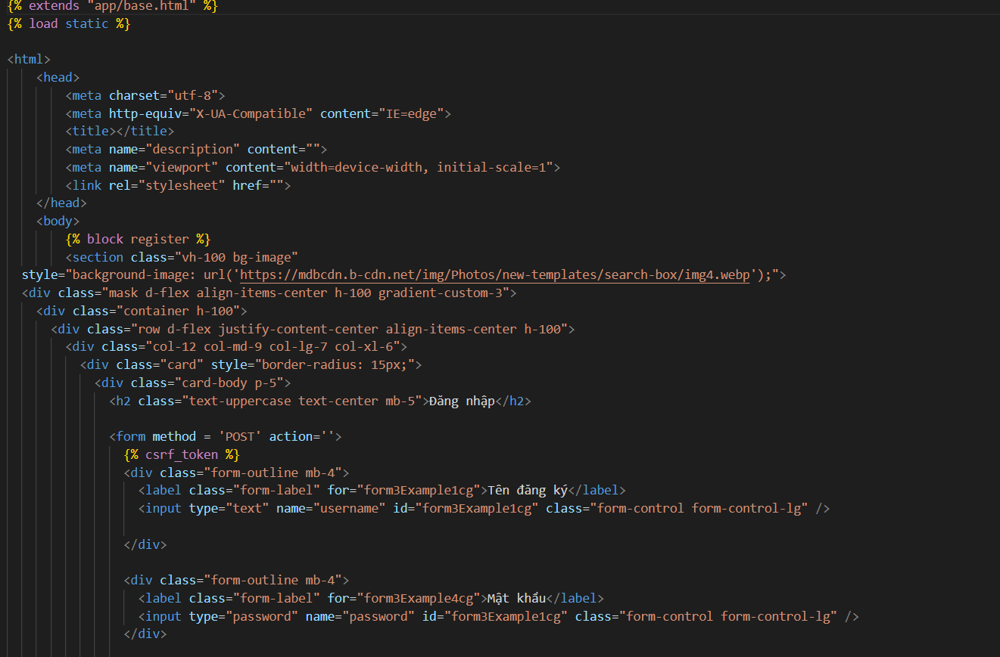 {% extends "app/base.html" %}
{% load static %}
<html>
<head>
<meta charset="utf-8">
<meta http-equiv="X-UA-Compatible" content="IE=edge">
<title></title>
<meta name="description" content="">
<meta name="viewport" content="width=device-width, initial-scale=1">
<link rel="stylesheet" href="">
</head>
<body>
{% block register %}
<section class="vh-100 bg-image"
style="background-image: url('https://mdbcdn.b-cdn.net/img/Photos/new-templates/search-box/img4.webp');">
<div class="mask d-flex align-items-center h-100 gradient-custom-3">
<div class="container h-100">
<div class="row d-flex justify-content-center align-items-center h-100">
<div class="col-12 col-md-9 col-lg-7 col-xl-6">
<div class="card" style="border-radius: 15px;">
<div class="card-body p-5">
<h2 class="text-uppercase text-center mb-5">Đăng nhập</h2>
<form method = 'POST' action=''>
{% csrf_token %}
<div class="form-outline mb-4">
<label class="form-label" for="form3Example1cg">Tên đăng ký</label>
<input type="text" name="username" id="form3Example1cg" class="form-control form-control-lg" />
</div>
<div class="form-outline mb-4">
<label class="form-label" for="form3Example4cg">Mật khẩu</label>
<input type="password" name="password" id="form3Example1cg" class="form-control form-control-lg" />
</div>